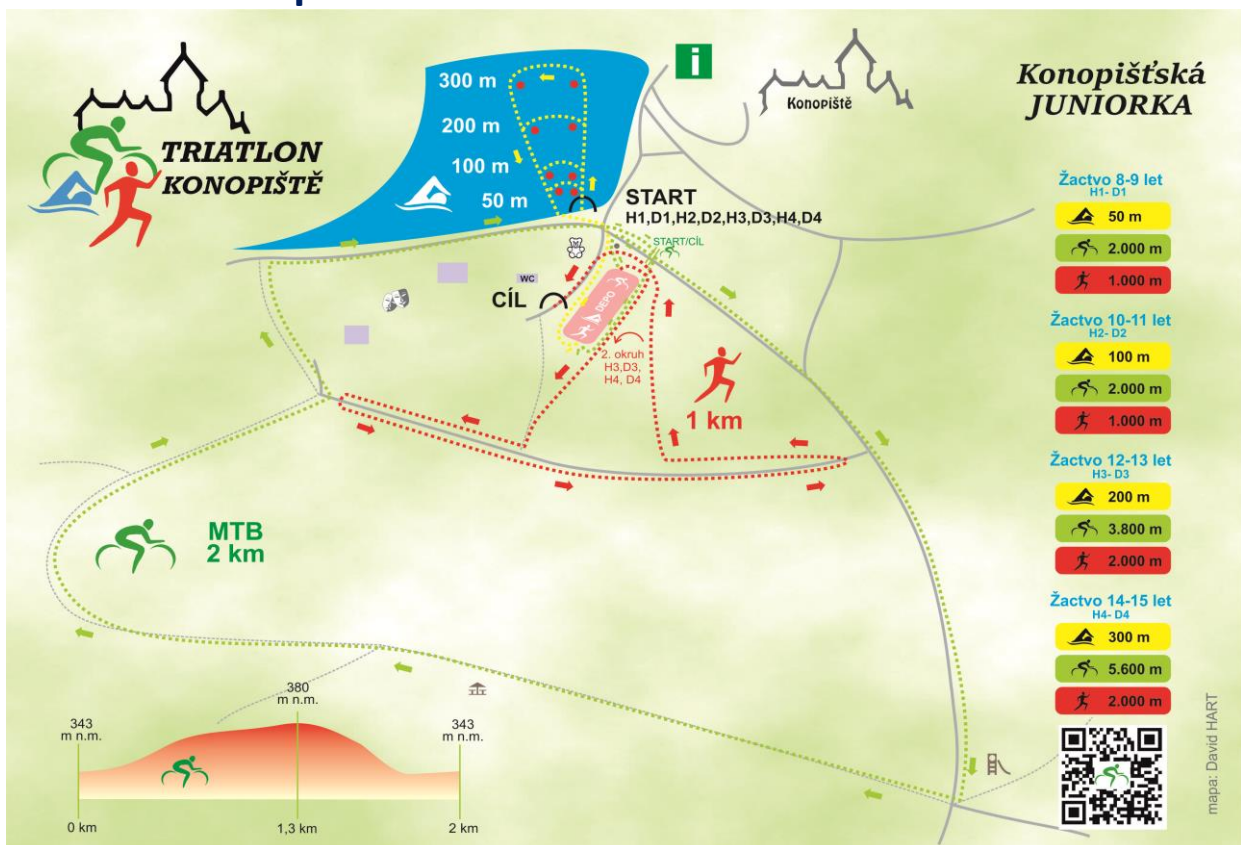 TRIATLON
KONOPIŠTĚ
300 m
200 m
100 m
50 m
i
Konopiště
Konopišťská
JUNIORKA
START
H1,D1,H2,D2,H3,D3,H4,D4
START/CÍL
WC
CÍL
DEPO
2. okruh
H3,D3,
H4, D4
1 km
MTB
2 km
Žactvo 8-9 let
H1- D1
50 m
2.000 m
1.000 m
Žactvo 10-11 let
H2- D2
100 m
2.000 m
1.000 m
Žactvo 12-13 let
H3- D3
200 m
3.800 m
2.000 m
Žactvo 14-15 let
H4- D4
300 m
5.600 m
2.000 m
343
m n.m.
380
m n.m.
343
m n.m.
0 km
1,3 km
2 km
mapa: David HART